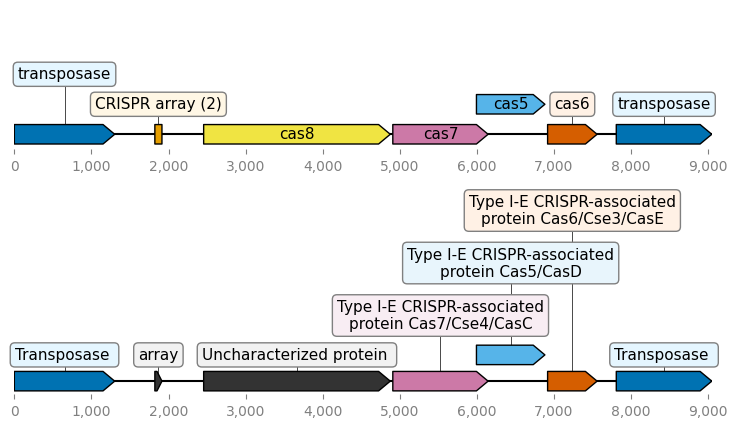 transposase
CRISPR array (2)
cas5
cas6
transposase
cas8
cas7
0 1,000 2,000 3,000 4,000 5,000 6,000 7,000 8,000 9,000
Type I-E CRISPR-associated
protein Cas6/Cse3/CasE
Type I-E CRISPR-associated
protein Cas5/CasD
Type I-E CRISPR-associated
protein Cas7/Cse4/CasC
Transposase
array
Uncharacterized protein
Transposase
0 1,000 2,000 3,000 4,000 5,000 6,000 7,000 8,000 9,000